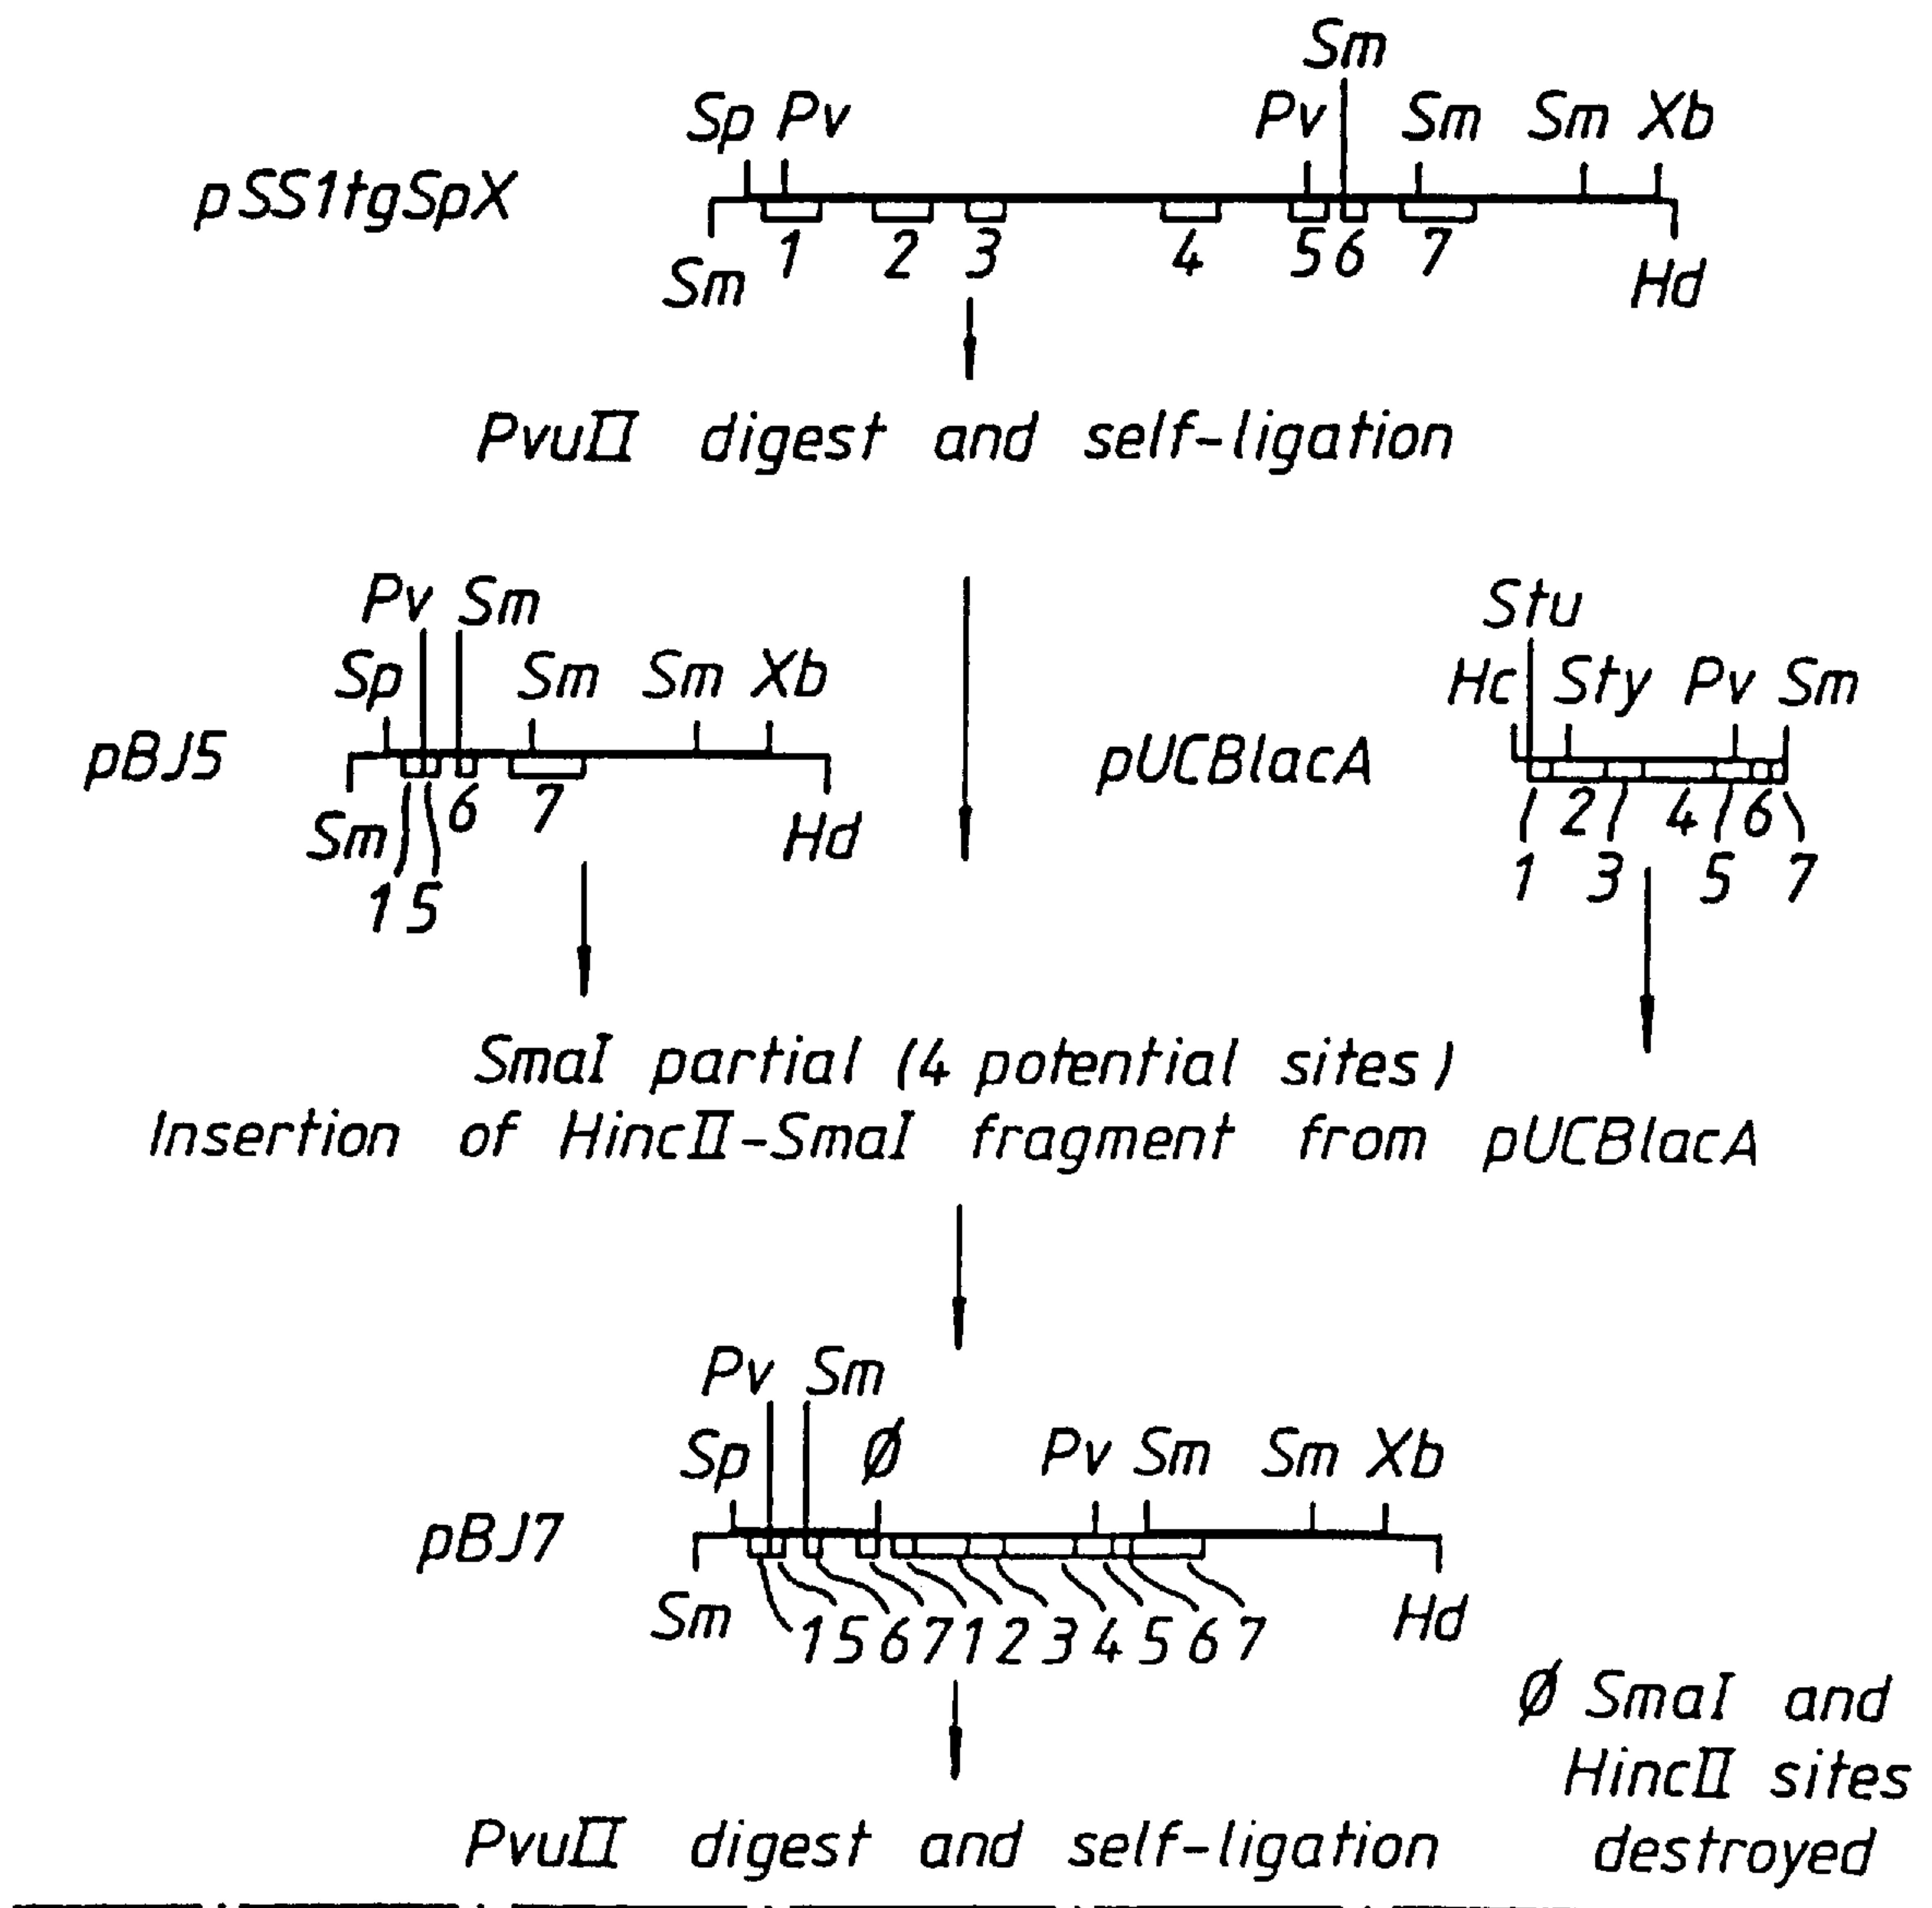 Sm
Sp Pv Pv Sm Sm Xb
pSS1tgSpX
1 2 3 4 5 6 7
Sm Hd
PvuII digest and self-ligation
Pv Sm
Sp Sm Sm Xb
pBJ5
6 7
Sm Hd
1 5
Stu
Hc Sty Pv Sm
pUCBlacA
2 4 6
1 3 5 7
SmaI partial (4 potential sites)
Insertion of HincII-SmaI fragment from pUCBlacA
Pv Sm
Sp Ø Pv Sm Sm Xb
pBJ7
Sm 1 5 6 7 1 2 3 4 5 6 7 Hd
Ø SmaI and
HincII sites
destroyed
PvuII digest and self-ligation